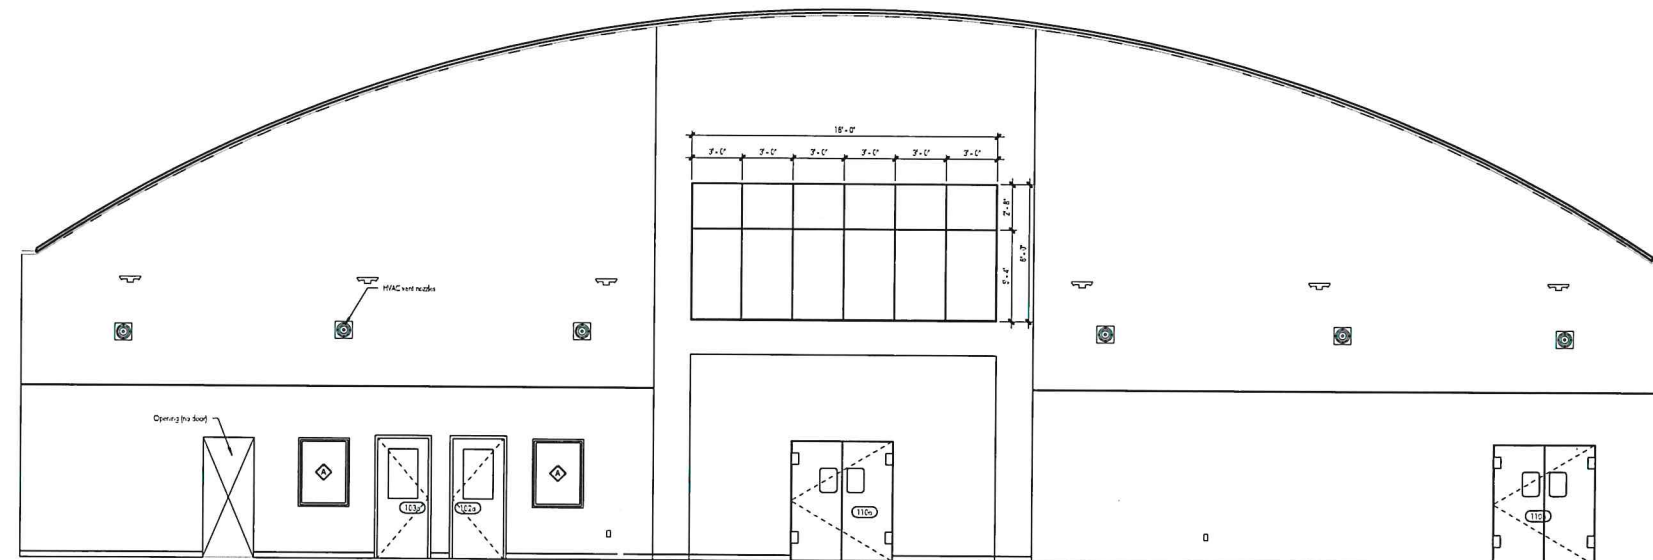 18'-0"
3'-0" 3'-0" 3'-0" 3'-0" 3'-0" 3'-0"
2'-8"
8'-0"
5'-4"
HVAC vent nozzles
Opening (no door)
A
A
103a
102a
110a